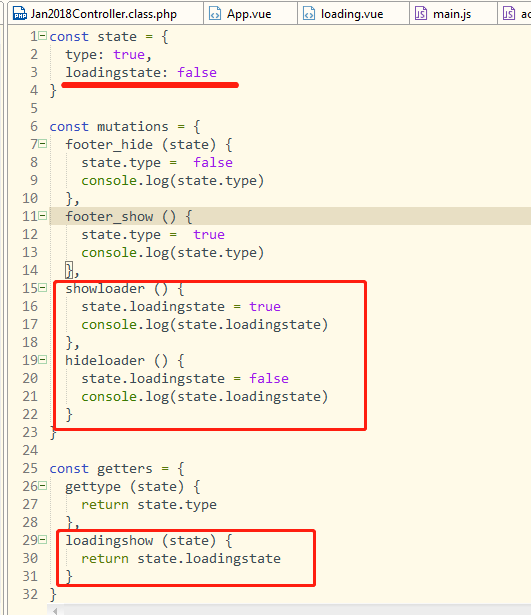 Jan2018Controller.class.php App.vue loading.vue main.js
1 const state = {
2 type: true,
3 loadingstate: false
4 }
5
6 const mutations = {
7 footer_hide (state) {
8 state.type =  false
9 console.log(state.type)
10 },
11 footer_show () {
12 state.type =  true
13 console.log(state.type)
14 },
15 showloader () {
16 state.loadingstate = true
17 console.log(state.loadingstate)
18 },
19 hideloader () {
20 state.loadingstate = false
21 console.log(state.loadingstate)
22 }
23 }
24
25 const getters = {
26 gettype (state) {
27 return state.type
28 },
29 loadingshow (state) {
30 return state.loadingstate
31 }
32 }